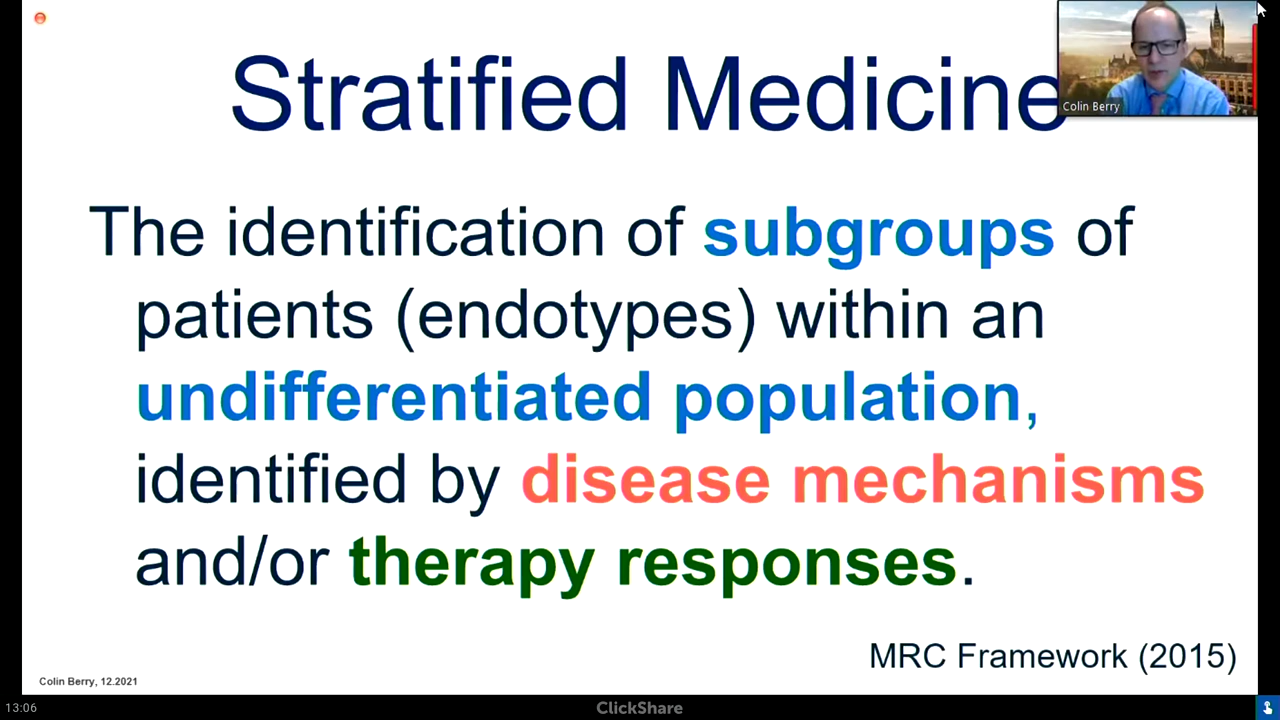 Stratified Medicine
Colin Berry
The identification of subgroups of
patients (endotypes) within an
undifferentiated population,
identified by disease mechanisms
and/or therapy responses.
MRC Framework (2015)
Colin Berry, 12.2021
13:06
ClickShare